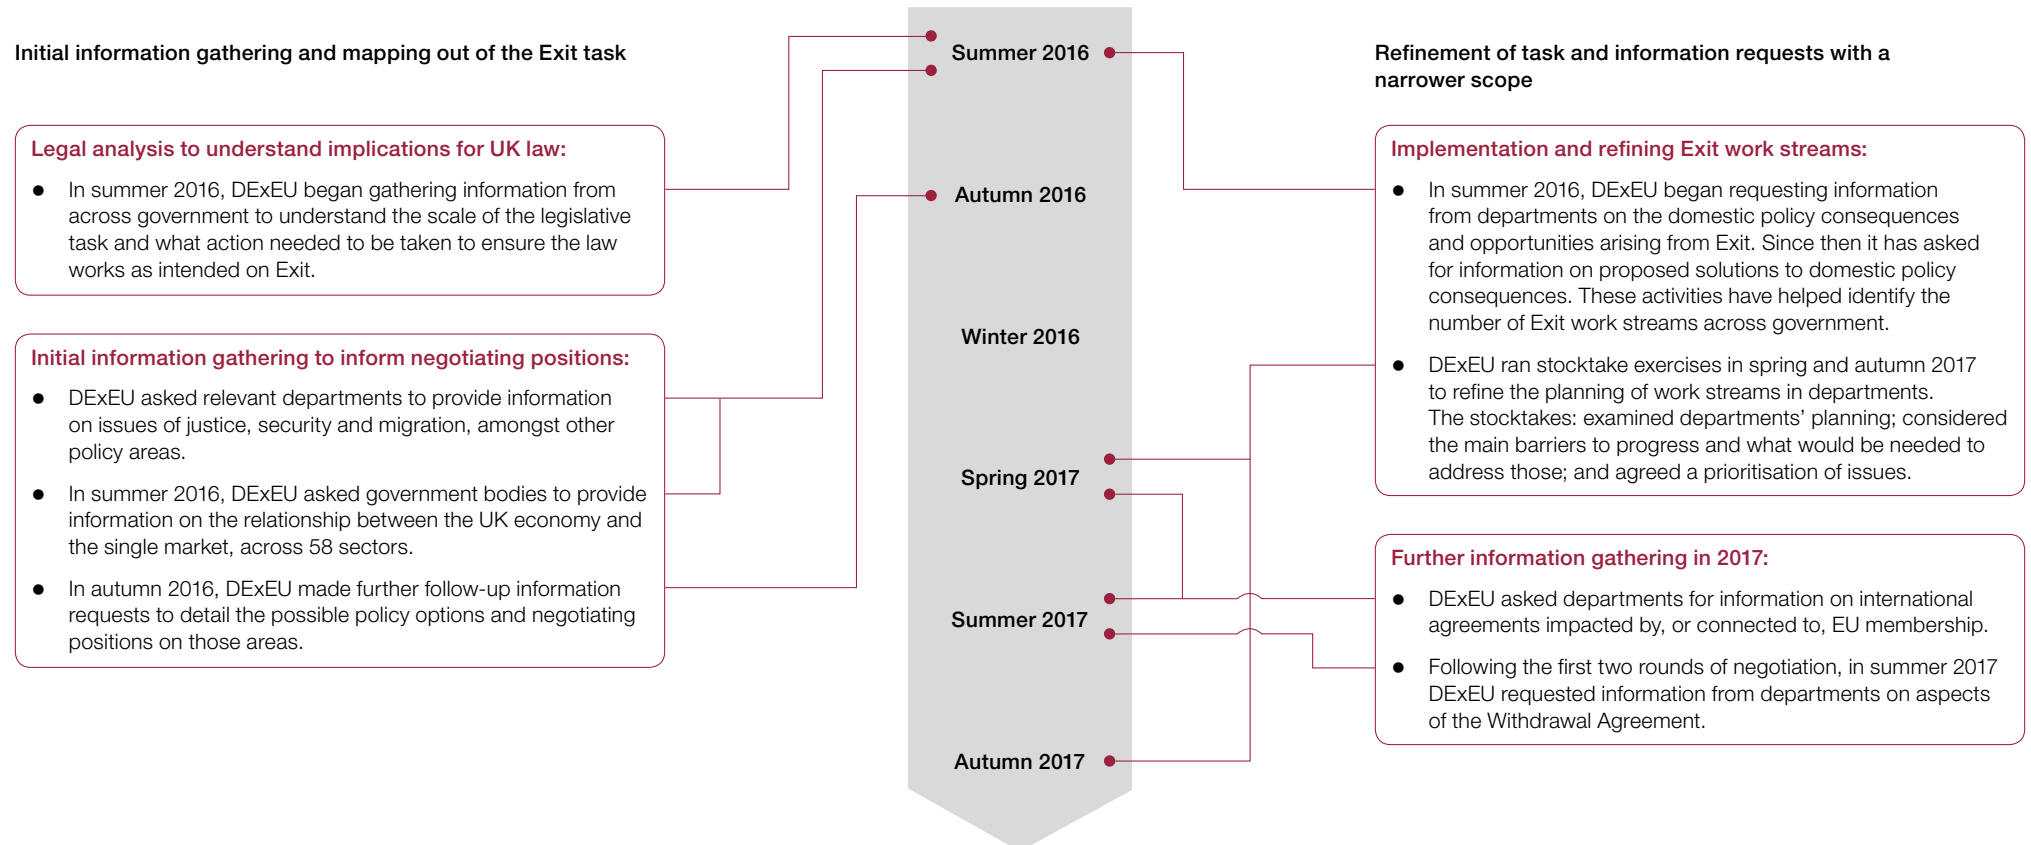 Initial information gathering and mapping out of the Exit task
Legal analysis to understand implications for UK law:
● In summer 2016, DExEU began gathering information from
across government to understand the scale of the legislative
task and what action needed to be taken to ensure the law
works as intended on Exit.
Initial information gathering to inform negotiating positions:
● DExEU asked relevant departments to provide information
on issues of justice, security and migration, amongst other
policy areas.
● In summer 2016, DExEU asked government bodies to provide
information on the relationship between the UK economy and
the single market, across 58 sectors.
● In autumn 2016, DExEU made further follow-up information
requests to detail the possible policy options and negotiating
positions on those areas.
Summer 2016
Autumn 2016
Winter 2016
Spring 2017
Summer 2017
Autumn 2017
Refinement of task and information requests with a
narrower scope
Implementation and refining Exit work streams:
● In summer 2016, DExEU began requesting information
from departments on the domestic policy consequences
and opportunities arising from Exit. Since then it has asked
for information on proposed solutions to domestic policy
consequences. These activities have helped identify the
number of Exit work streams across government.
● DExEU ran stocktake exercises in spring and autumn 2017
to refine the planning of work streams in departments.
The stocktakes: examined departments’ planning; considered
the main barriers to progress and what would be needed to
address those; and agreed a prioritisation of issues.
Further information gathering in 2017:
● DExEU asked departments for information on international
agreements impacted by, or connected to, EU membership.
● Following the first two rounds of negotiation, in summer 2017
DExEU requested information from departments on aspects
of the Withdrawal Agreement.